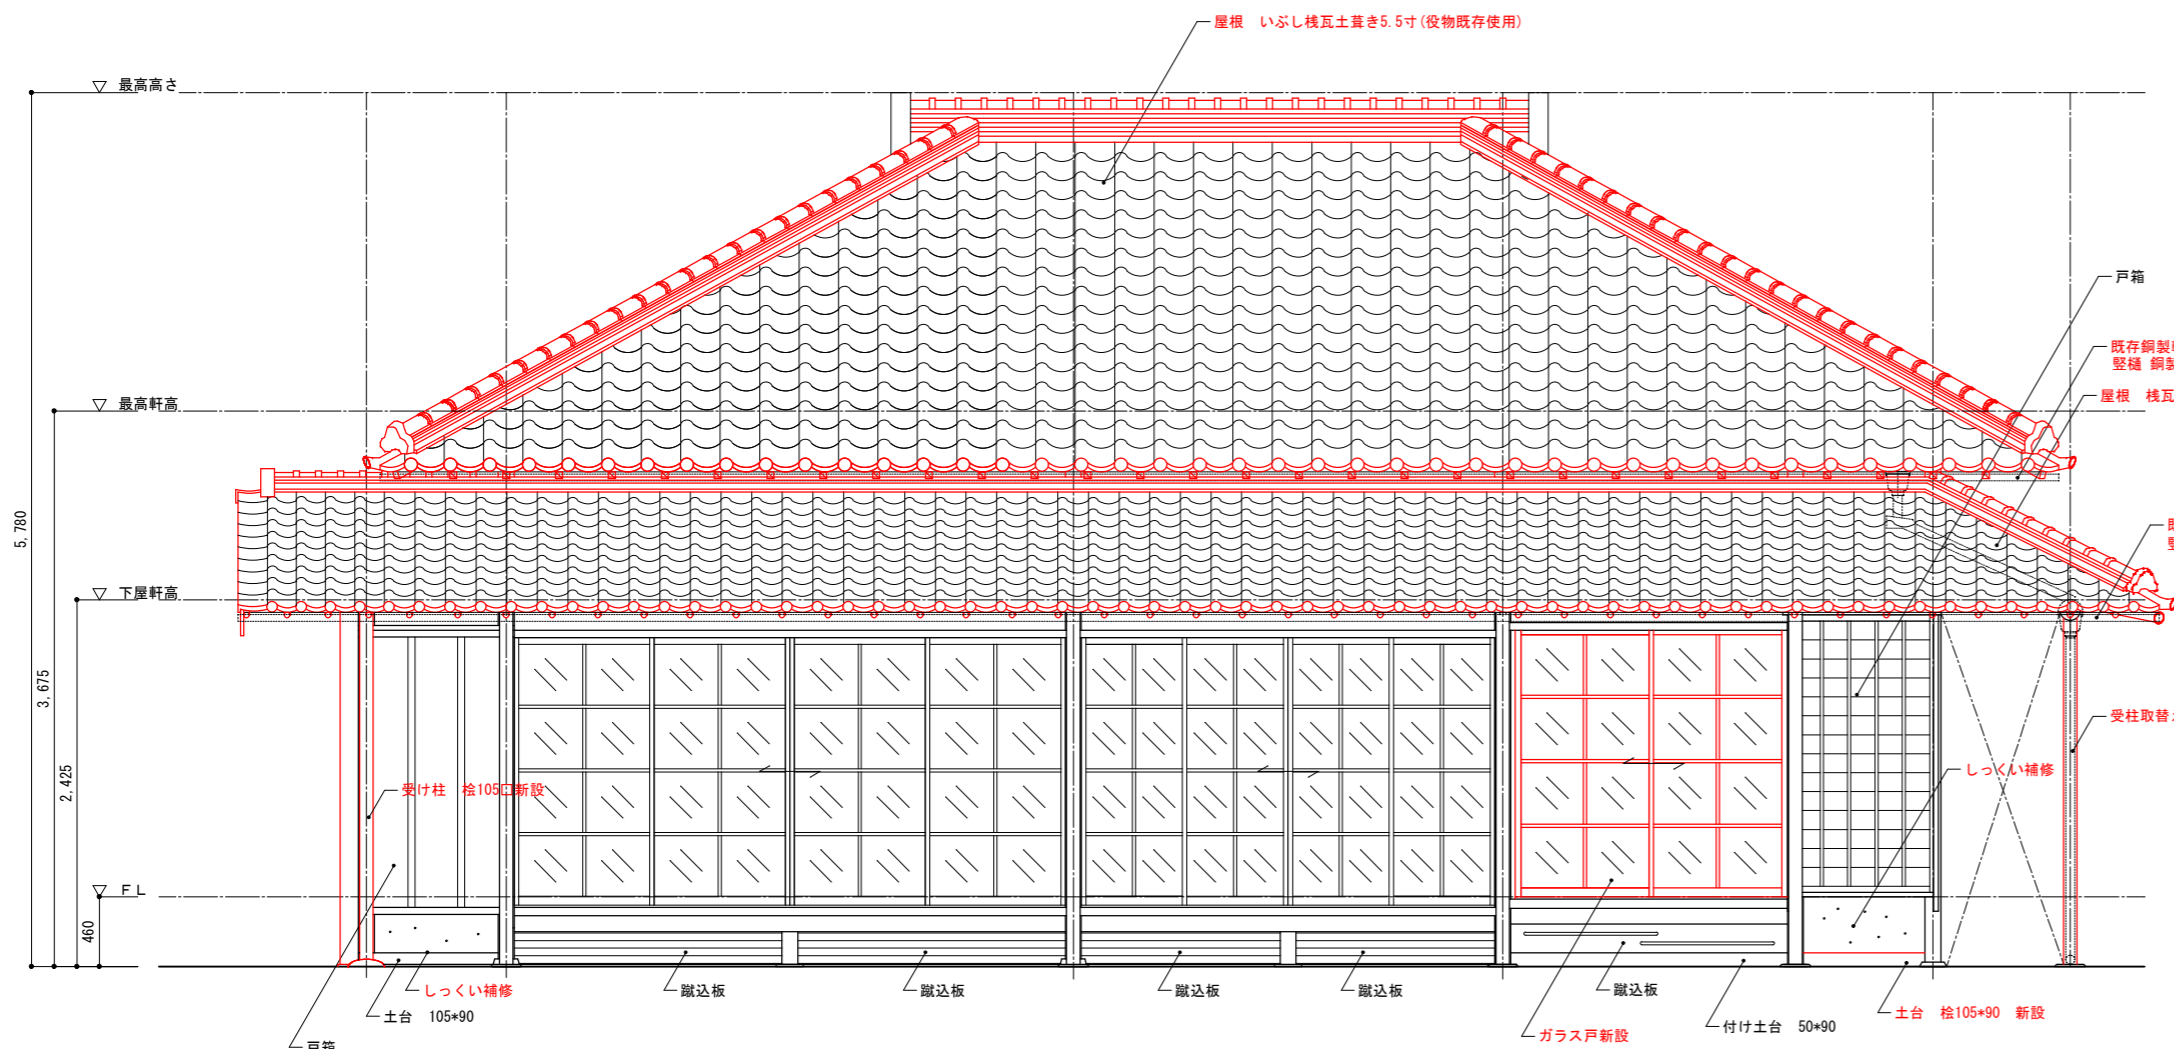 屋根　いぶし桟瓦土葺き5.5寸(役物既存使用)
最高高さ
戸箱
既存銅製
竪樋 銅製
屋根　桟瓦
最高軒高
5,780
3,675
2,425
460
下屋軒高
受柱取替
しっくい補修
受け柱　桧105□新設
ＦＬ
しっくい補修
土台　105*90
戸箱
蹴込板
蹴込板
蹴込板
蹴込板
蹴込板
ガラス戸新設
付け土台　50*90
土台　桧105*90　新設